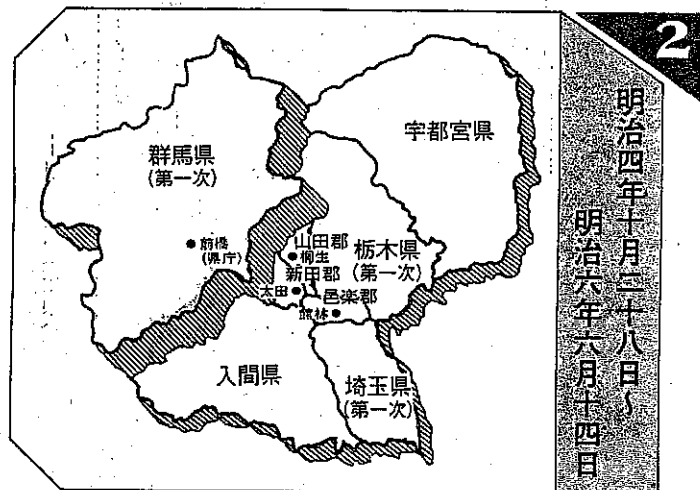 2
明治四年十月二十八日～
明治六年六月十四日
宇都宮県
群馬県
(第一次)
前橋
(県庁)
山田郡
桐生
栃木県
(第一次)
新田郡
太田
邑楽郡
館林
入間県
埼玉県
(第一次)